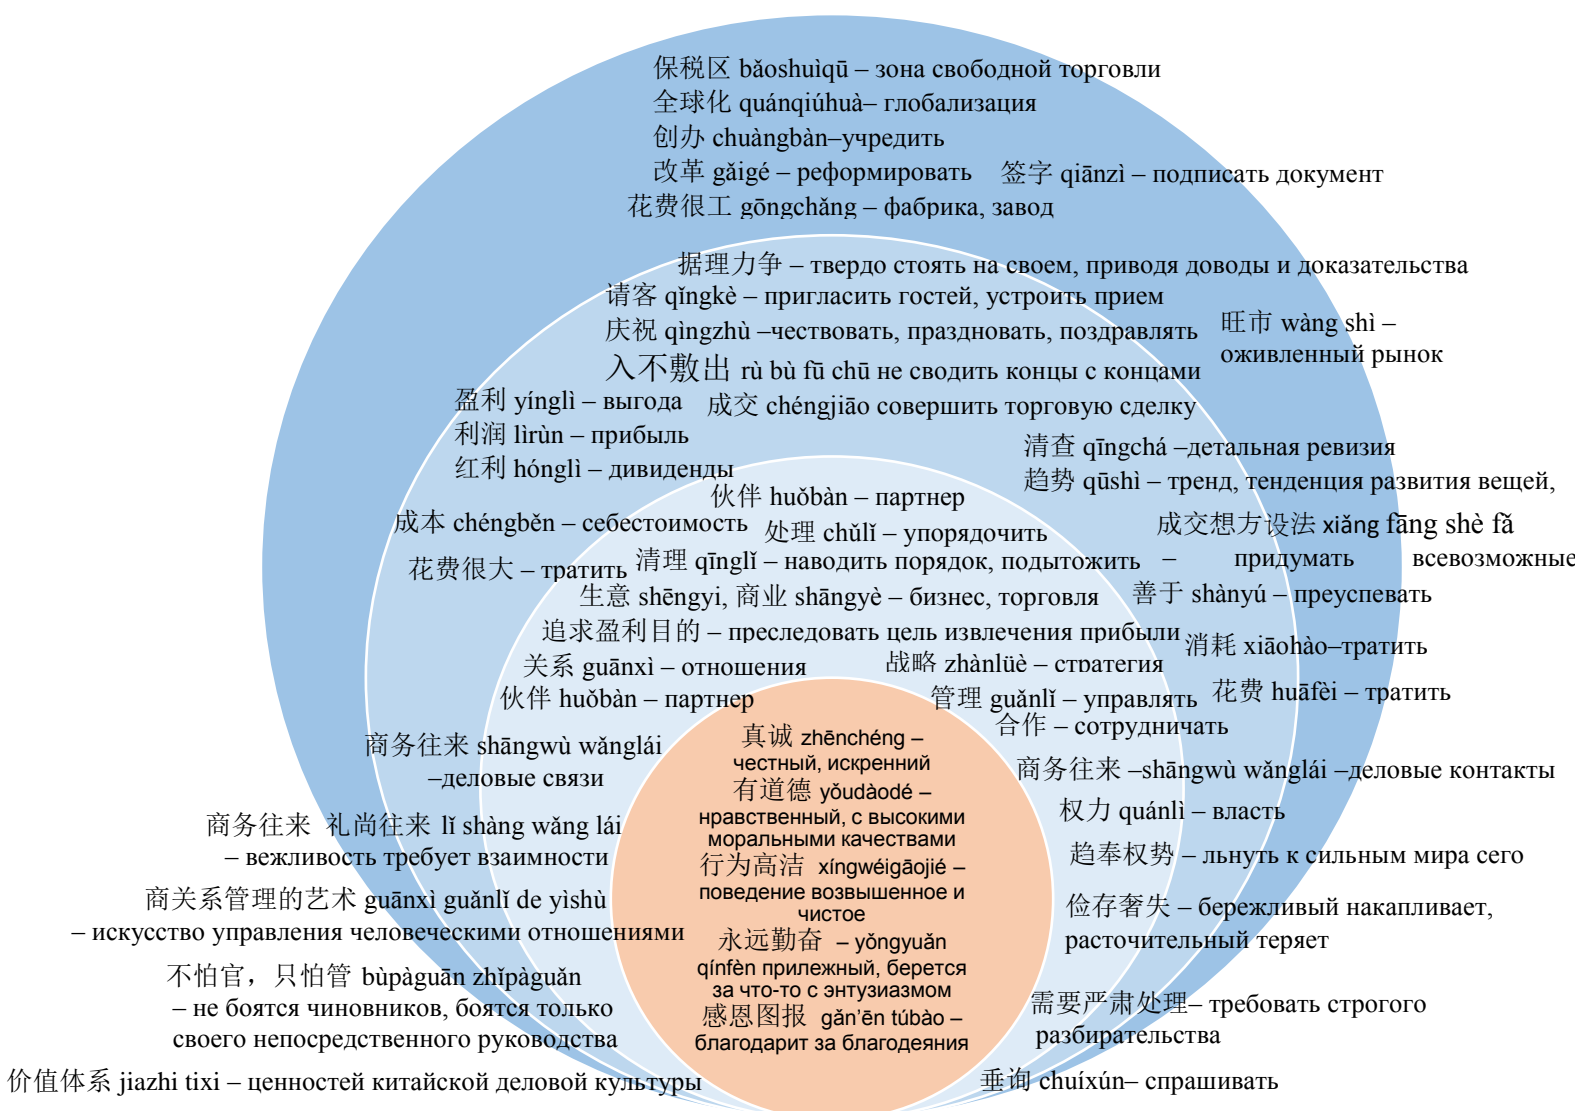 保税区 bǎoshuìqū – зона свободной торговли
全球化 quánqiúhuà– глобализация
创办 chuàngbàn–учредить
改革 gǎigé – реформировать
签字 qiānzì – подписать документ
花费很工 gōngchǎng – фабрика, завод
据理力争 – твердо стоять на своем, приводя доводы и доказательства
请客 qǐngkè – пригласить гостей, устроить прием
庆祝 qìngzhù –чествовать, праздновать, поздравлять
旺市 wàng shì –
оживленный рынок
入不敷出 rù bù fū chū не сводить концы с концами
盈利 yínglì – выгода
成交 chéngjiāo совершить торговую сделку
利润 lìrùn – прибыль
红利 hónglì – дивиденды
清查 qīngchá –детальная ревизия
趋势 qūshì – тренд, тенденция развития вещей,
伙伴 huǒbàn – партнер
成本 chéngběn – себестоимость
处理 chǔlǐ – упорядочить
成交想方设法 xiǎng fāng shè fǎ
– придумать всевозможные
花费很大 – тратить
清理 qīnglǐ – наводить порядок, подытожить
生意 shēngyi, 商业 shāngyè – бизнес, торговля
善于 shànyú – преуспевать
追求盈利目的 – преследовать цель извлечения прибыли
消耗 xiāohào–тратить
关系 guānxì – отношения
战略 zhànlüè – стратегия
伙伴 huǒbàn – партнер
管理 guǎnlǐ – управлять
花费 huāfèi – тратить
合作 – сотрудничать
商务往来 shāngwù wǎnglái
–деловые связи
商务往来 –shāngwù wǎnglái –деловые контакты
权力 quánlì – власть
商务往来 礼尚往来 lǐ shàng wǎng lái
– вежливость требует взаимности
趋奉权势 – льнуть к сильным мира сего
商关系管理的艺术 guānxì guǎnlǐ de yìshù
– искусство управления человеческими отношениями
俭存奢失 – бережливый накапливает,
расточительный теряет
不怕官，只怕管 bùpàguān zhǐpàguǎn
– не боятся чиновников, боятся только
своего непосредственного руководства
需要严肃处理– требовать строгого
разбирательства
价值体系 jiazhi tixi – ценностей китайской деловой культуры
垂询 chuíxún– спрашивать
真诚 zhēnchéng –
честный, искренний
有道德 yǒudàodé –
нравственный, с высокими
моральными качествами
行为高洁 xíngwéigāojié –
поведение возвышенное и
чистое
永远勤奋 – yǒngyuǎn
qínfèn прилежный, берется
за что-то с энтузиазмом
感恩图报 gǎn’ēn túbào –
благодарит за благодеяния